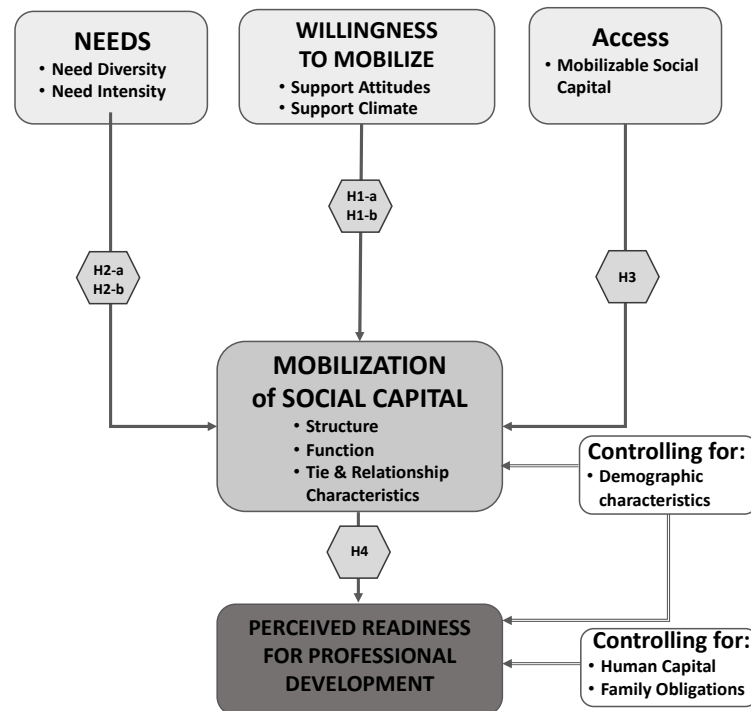 NEEDS
• Need Diversity
• Need Intensity
WILLINGNESS
TO MOBILIZE
• Support Attitudes
• Support Climate
Access
• Mobilizable Social
Capital
H1-a
H1-b
H2-a
H2-b
H3
MOBILIZATION
of SOCIAL CAPITAL
• Structure
• Function
• Tie & Relationship
Characteristics
Controlling for:
• Demographic
characteristics
H4
PERCEIVED READINESS
FOR PROFESSIONAL
DEVELOPMENT
Controlling for:
• Human Capital
• Family Obligations